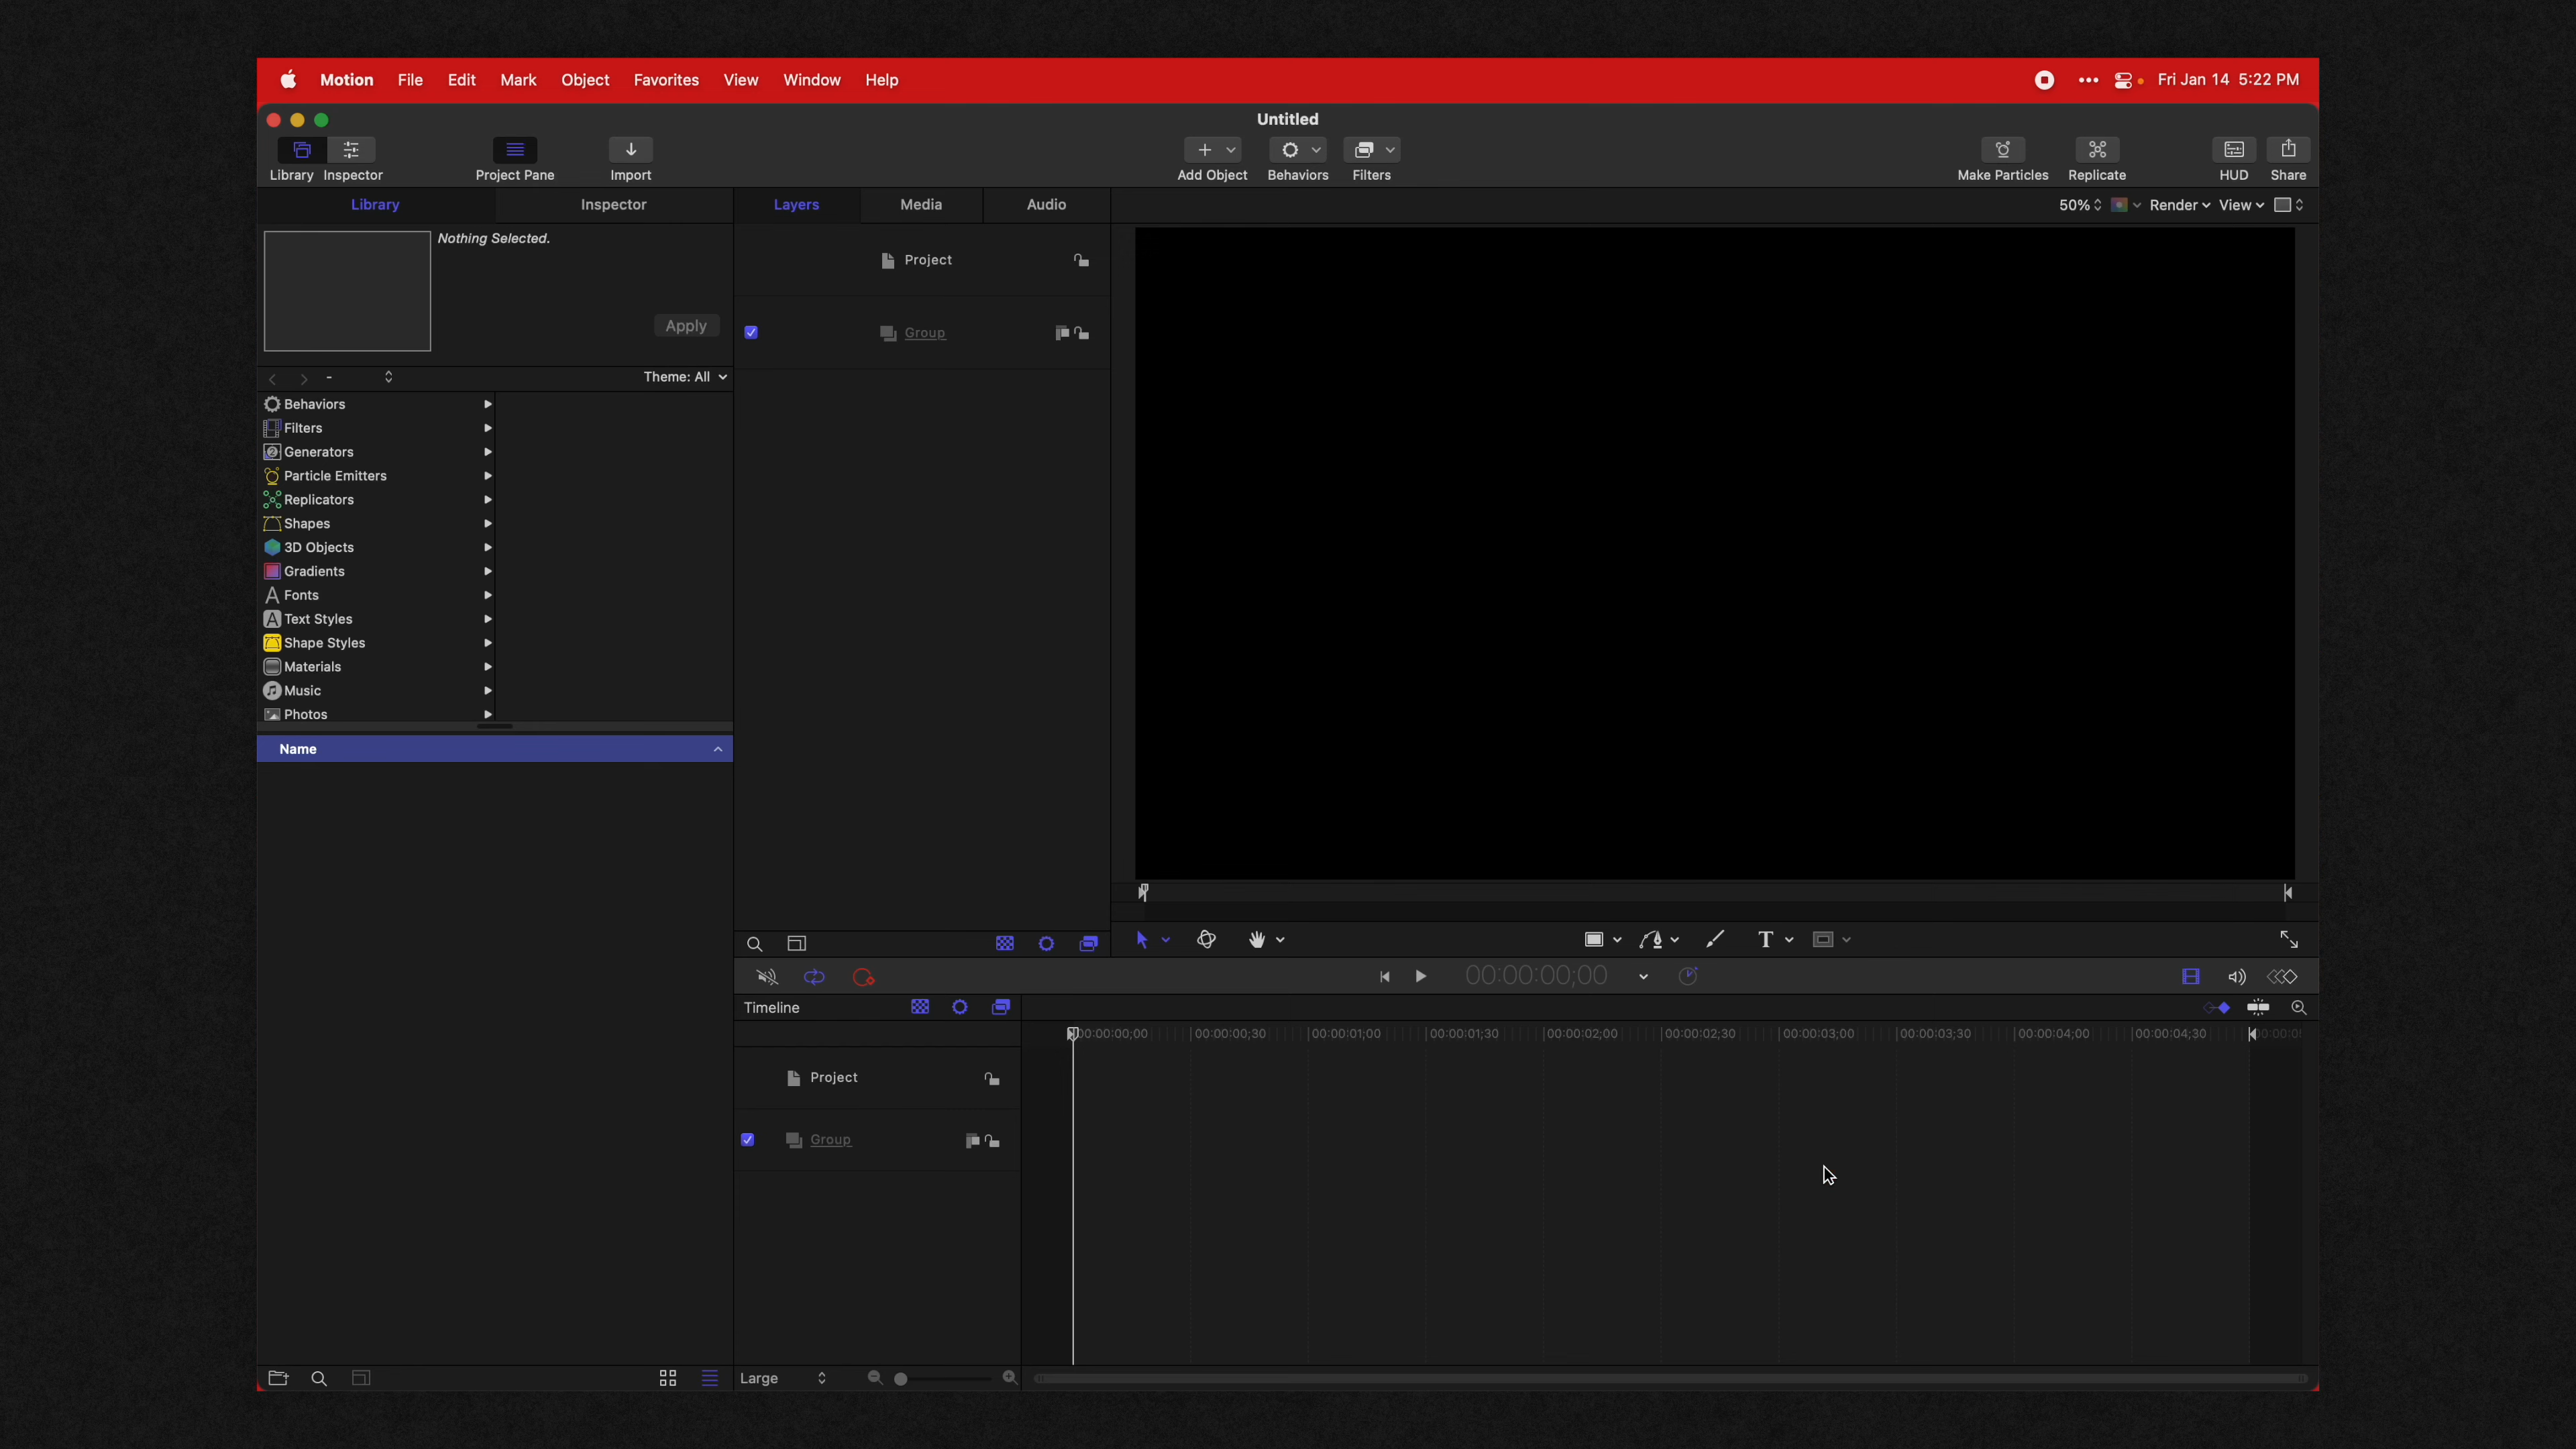 Motion File Edit Mark Object Favorites View Window Help
Fri Jan 14 5:22 PM
Untitled
Library Inspector
Project Pane
Import
Add Object
Behaviors
Filters
Make Particles
Replicate
HUD
Share
Library
Inspector
Layers
Media
Audio
50%
Render
View
Nothing Selected.
Apply
-
Theme: All
Behaviors
Filters
Generators
Particle Emitters
Replicators
Shapes
3D Objects
Gradients
Fonts
Text Styles
Shape Styles
Materials
Music
Photos
Name
Project
Group
T
00:00:00;00
Timeline
00:00:00;00 00:00:00;30 00:00:01;00 00:00:01;30 00:00:02;00 00:00:02;30 00:00:03;00 00:00:03;30 00:00:04;00 00:00:04;30
Project
Group
Large